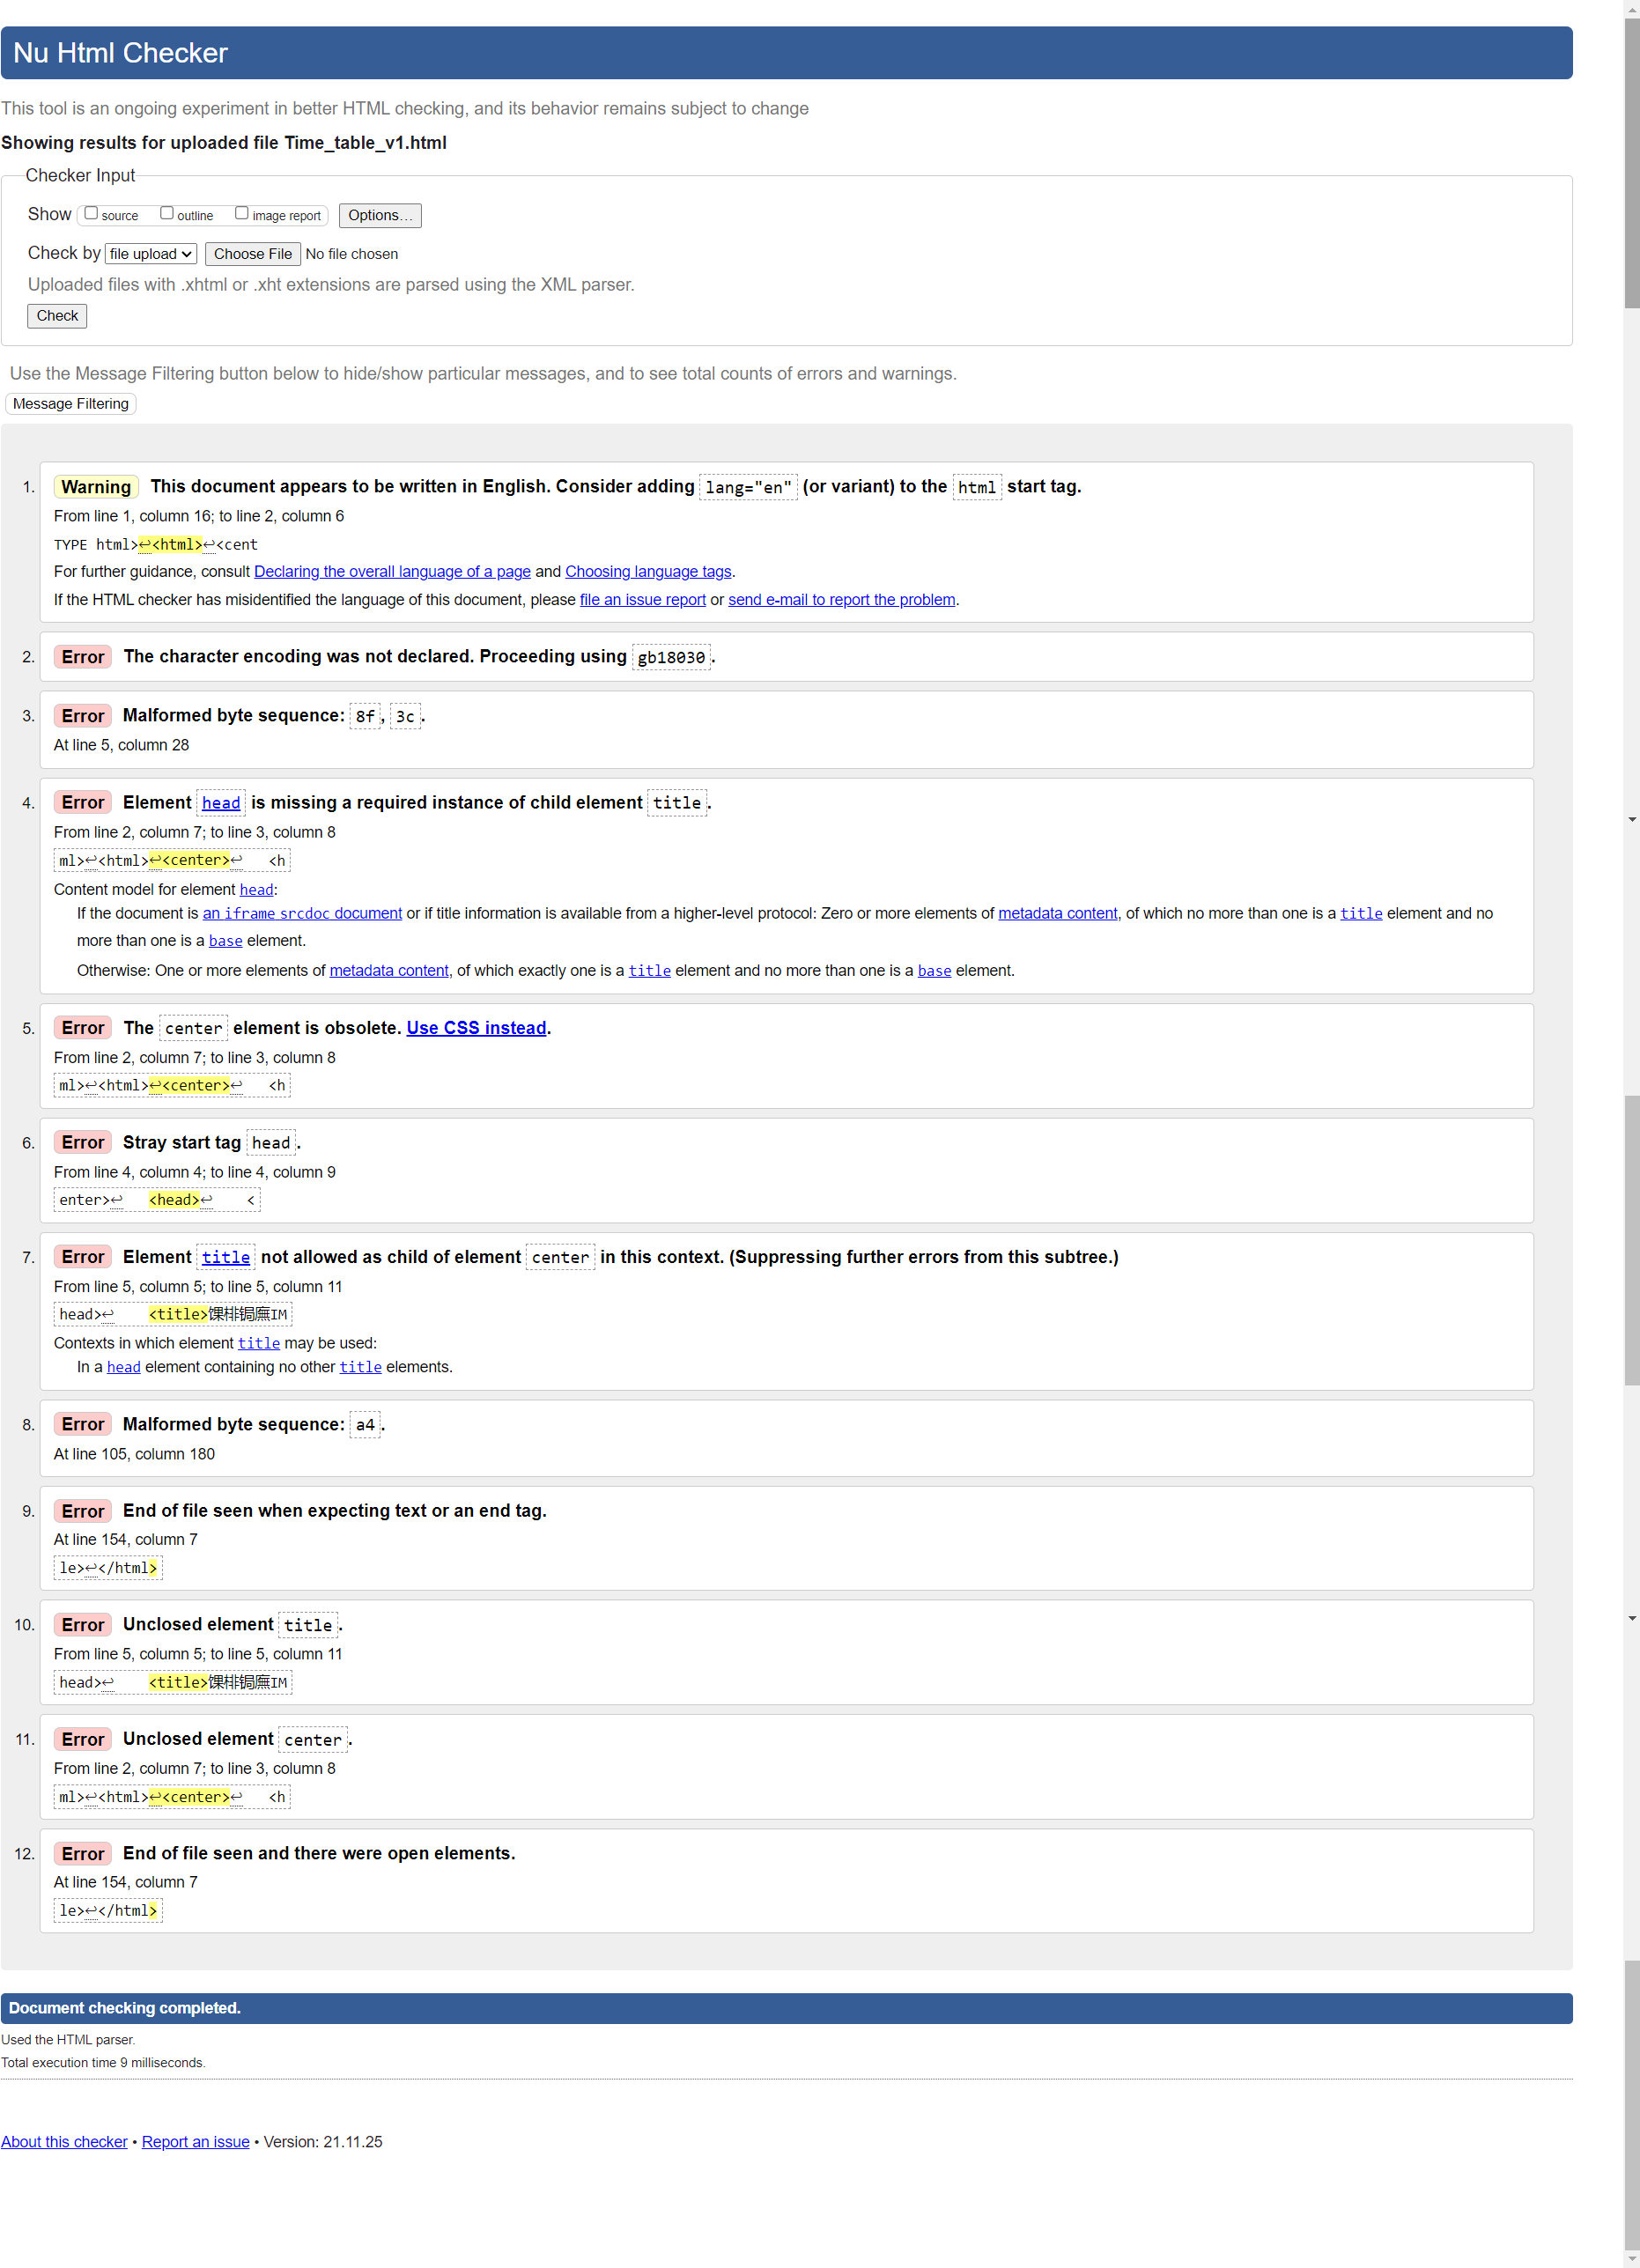 Nu Html Checker
This tool is an ongoing experiment in better HTML checking, and its behavior remains subject to change
Showing results for uploaded file Time_table_v1.html
Checker Input
Show source outline image report Options…
Check by file upload Choose File No file chosen
Uploaded files with .xhtml or .xht extensions are parsed using the XML parser.
Check
Use the Message Filtering button below to hide/show particular messages, and to see total counts of errors and warnings.
Message Filtering
1. Warning This document appears to be written in English. Consider adding lang="en" (or variant) to the html start tag.
From line 1, column 16; to line 2, column 6
TYPE html>↩<html>↩<cent
For further guidance, consult Declaring the overall language of a page and Choosing language tags.
If the HTML checker has misidentified the language of this document, please file an issue report or send e-mail to report the problem.
2. Error The character encoding was not declared. Proceeding using gb18030.
3. Error Malformed byte sequence: 8f, 3c.
At line 5, column 28
4. Error Element head is missing a required instance of child element title.
From line 2, column 7; to line 3, column 8
ml>↩<html>↩<center>↩ <h
Content model for element head:
If the document is an iframe srcdoc document or if title information is available from a higher-level protocol: Zero or more elements of metadata content, of which no more than one is a title element and no
more than one is a base element.
Otherwise: One or more elements of metadata content, of which exactly one is a title element and no more than one is a base element.
5. Error The center element is obsolete. Use CSS instead.
From line 2, column 7; to line 3, column 8
ml>↩<html>↩<center>↩ <h
6. Error Stray start tag head.
From line 4, column 4; to line 4, column 9
enter>↩ <head>↩ <
7. Error Element title not allowed as child of element center in this context. (Suppressing further errors from this subtree.)
From line 5, column 5; to line 5, column 11
head>↩ <title>IM
Contexts in which element title may be used:
In a head element containing no other title elements.
8. Error Malformed byte sequence: a4.
At line 105, column 180
9. Error End of file seen when expecting text or an end tag.
At line 154, column 7
le>↩</html>
10. Error Unclosed element title.
From line 5, column 5; to line 5, column 11
head>↩ <title>IM
11. Error Unclosed element center.
From line 2, column 7; to line 3, column 8
ml>↩<html>↩<center>↩ <h
12. Error End of file seen and there were open elements.
At line 154, column 7
le>↩</html>
Document checking completed.
Used the HTML parser.
Total execution time 9 milliseconds.
About this checker • Report an issue • Version: 21.11.25